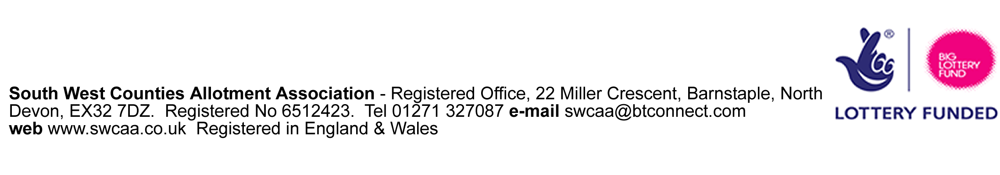 South West Counties Allotment Association - Registered Office, 22 Miller Crescent, Barnstaple, North
Devon, EX32 7DZ.  Registered No 6512423.  Tel 01271 327087 e-mail swcaa@btconnect.com
web www.swcaa.co.uk  Registered in England & Wales
®
BIG
LOTTERY
FUND
LOTTERY FUNDED